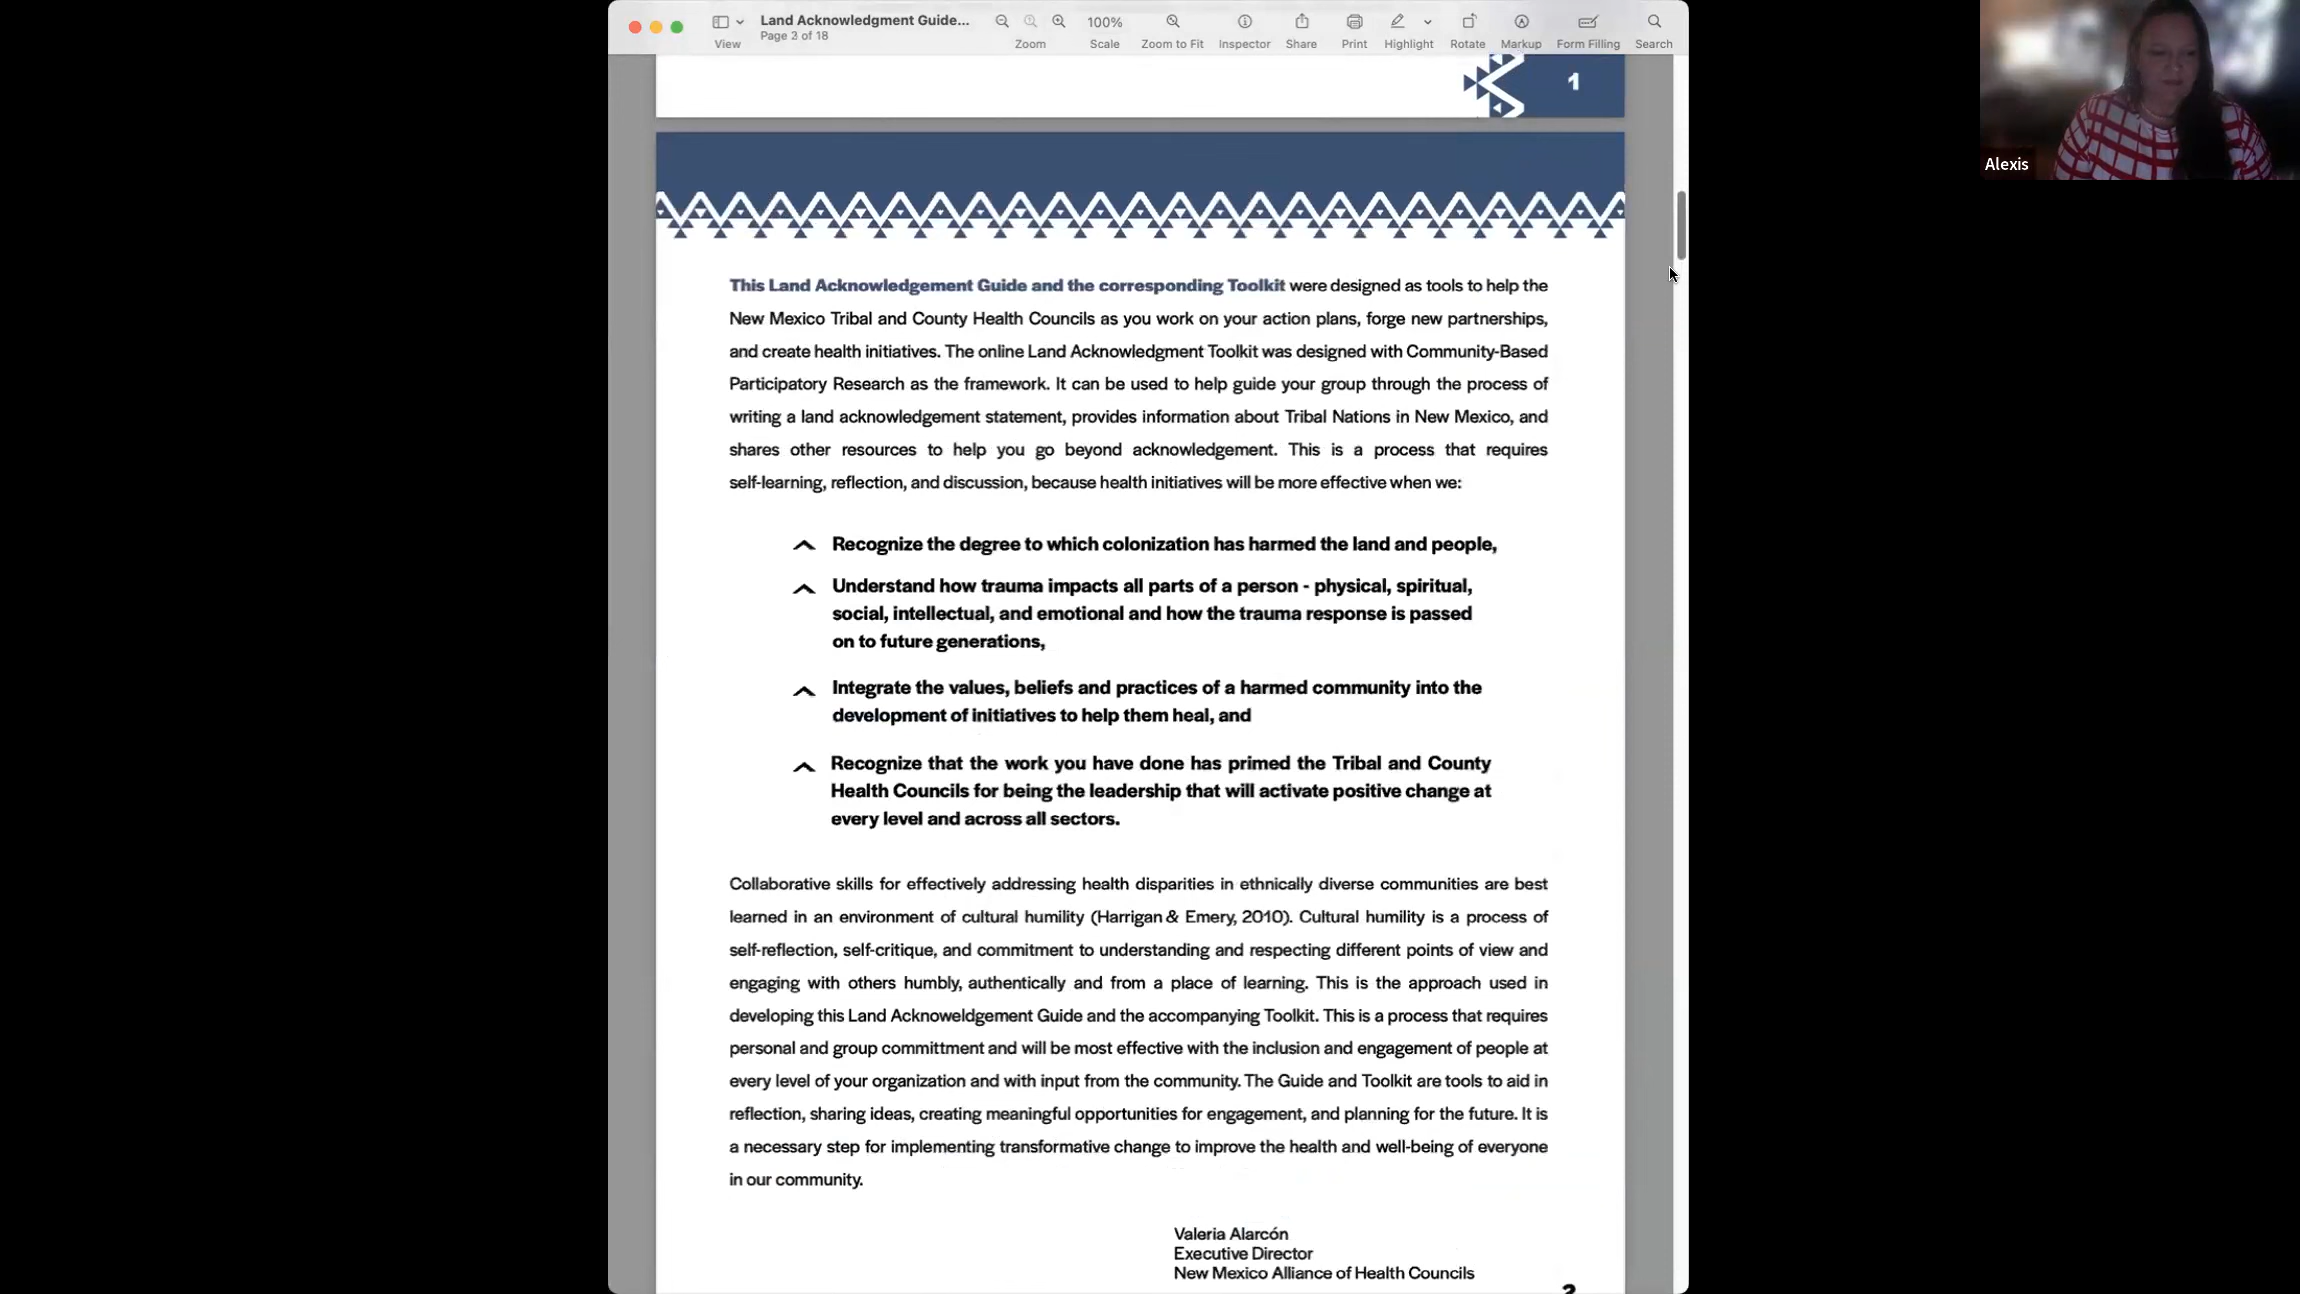 Land Acknowledgment Guide...
Page 3 of 18
100%
View
Zoom
Scale
Zoom to Fit
Inspector
Share
Print
Highlight
Rotate
Markup
Form Filling
Search
Alexis
1
This Land Acknowledgement Guide and the corresponding Toolkit were designed as tools to help the
New Mexico Tribal and County Health Councils as you work on your action plans, forge new partnerships,
and create health initiatives. The online Land Acknowledgment Toolkit was designed with Community-Based
Participatory Research as the framework. It can be used to help guide your group through the process of
writing a land acknowledgement statement, provides information about Tribal Nations in New Mexico, and
shares other resources to help you go beyond acknowledgement. This is a process that requires
self-learning, reflection, and discussion, because health initiatives will be more effective when we:
Recognize the degree to which colonization has harmed the land and people,
Understand how trauma impacts all parts of a person - physical, spiritual,
social, intellectual, and emotional and how the trauma response is passed
on to future generations,
Integrate the values, beliefs and practices of a harmed community into the
development of initiatives to help them heal, and
Recognize that the work you have done has primed the Tribal and County
Health Councils for being the leadership that will activate positive change at
every level and across all sectors.
Collaborative skills for effectively addressing health disparities in ethnically diverse communities are best
learned in an environment of cultural humility (Harrigan & Emery, 2010). Cultural humility is a process of
self-reflection, self-critique, and commitment to understanding and respecting different points of view and
engaging with others humbly, authentically and from a place of learning. This is the approach used in
developing this Land Acknoweldgement Guide and the accompanying Toolkit. This is a process that requires
personal and group committment and will be most effective with the inclusion and engagement of people at
every level of your organization and with input from the community. The Guide and Toolkit are tools to aid in
reflection, sharing ideas, creating meaningful opportunities for engagement, and planning for the future. It is
a necessary step for implementing transformative change to improve the health and well-being of everyone
in our community.
Valeria Alarcón
Executive Director
New Mexico Alliance of Health Councils